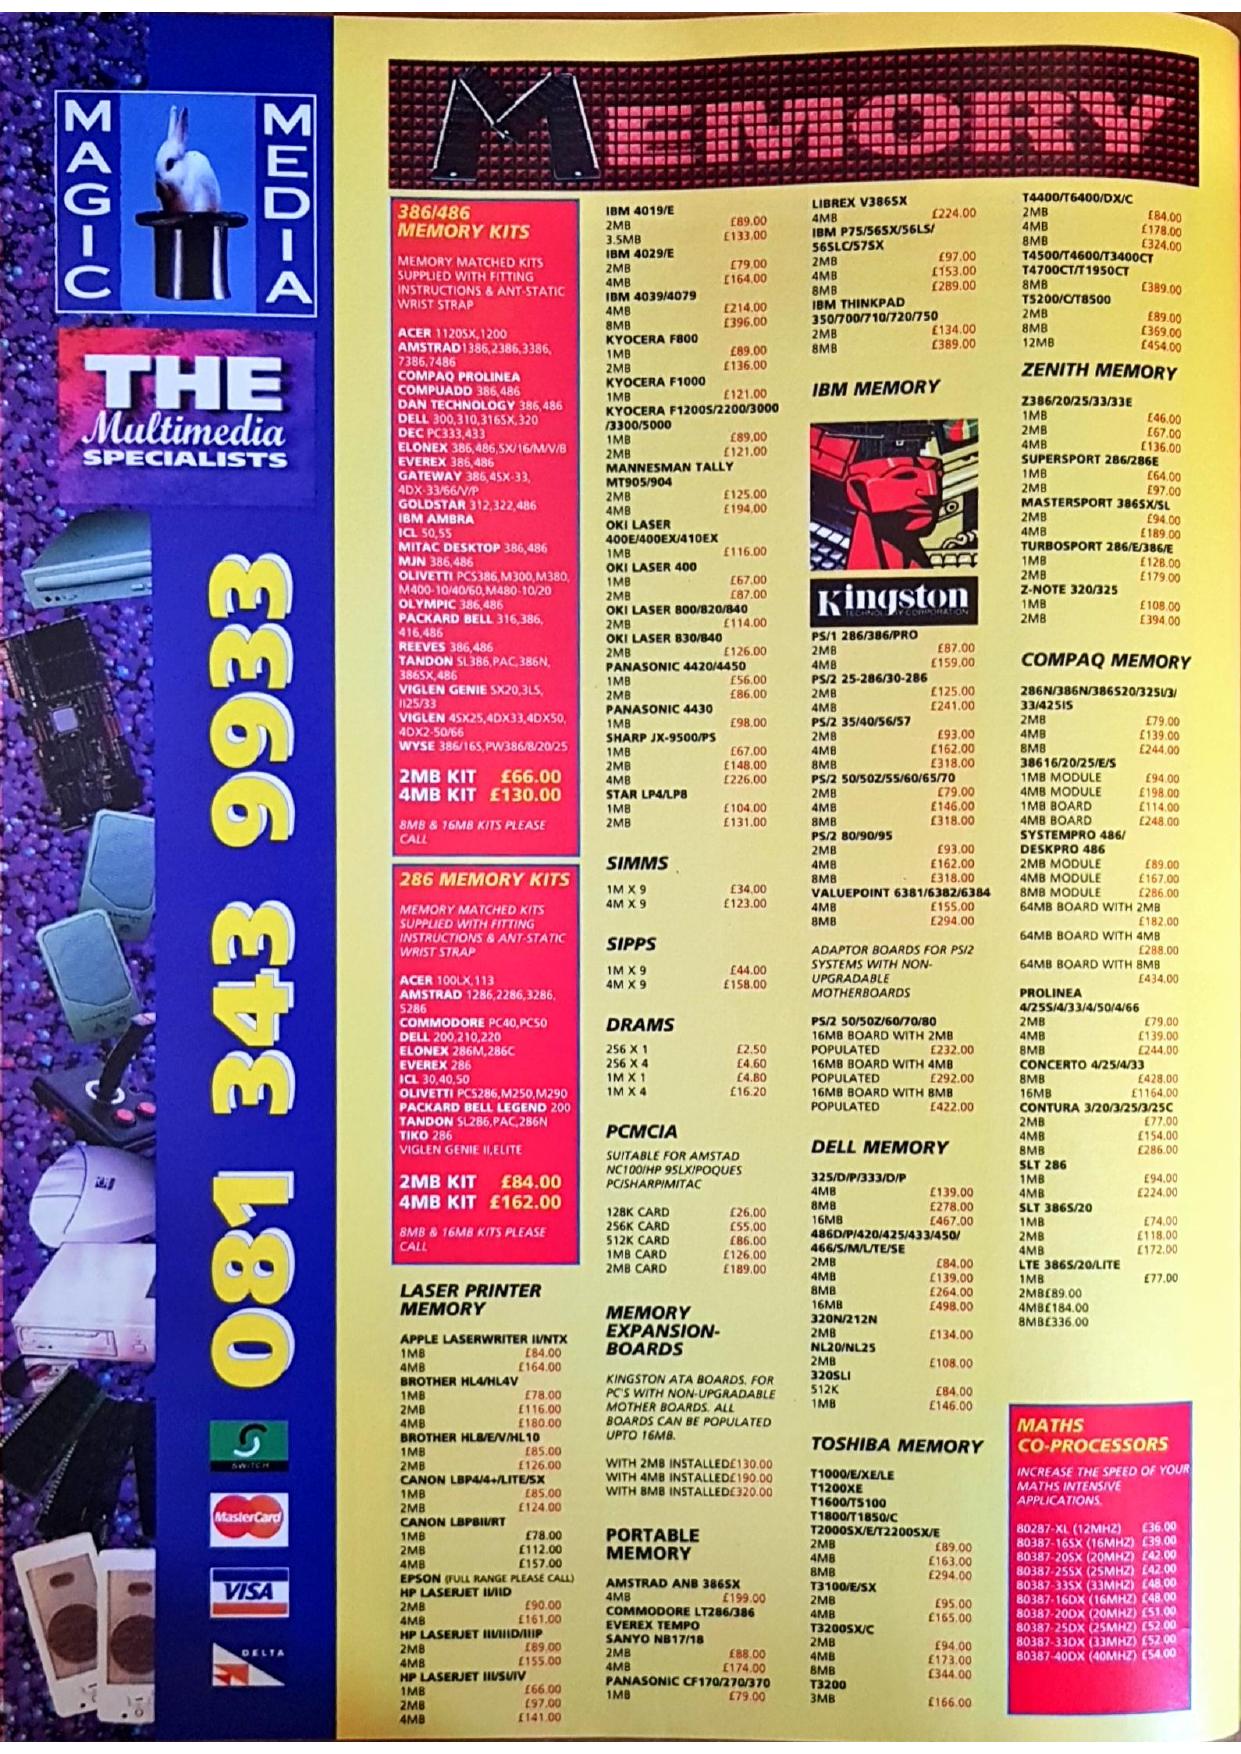 MAGIC
MEDIA
THE
Multimedia
SPECIALISTS
081 343 9933
SWITCH
MasterCard
VISA
DELTA
MEMORY
386/486
MEMORY KITS
MEMORY MATCHED KITS
SUPPLIED WITH FITTING
INSTRUCTIONS & ANT-STATIC
WRIST STRAP
ACER 1120SX,1200
AMSTRAD1386,2386,3386,
7386,7486
COMPAQ PROLINEA
COMPUADD 386,486
DAN TECHNOLOGY 386,486
DELL 300,310,316SX,320
DEC PC333,433
ELONEX 386,486,SX/16/M/V/B
EVEREX 386,486
GATEWAY 386,4SX-33,
4DX-33/66/V/P
GOLDSTAR 312,322,486
IBM AMBRA
ICL 50,55
MITAC DESKTOP 386,486
MJN 386,486
OLIVETTI PCS386,M300,M380,
M400-10/40/60,M480-10/20
OLYMPIC 386,486
PACKARD BELL 316,386,
416,486
REEVES 386,486
TANDON SL386,PAC,386N,
386SX,486
VIGLEN GENIE SX20,3LS,
II25/33
VIGLEN 4SX25,4DX33,4DX50,
4DX2-50/66
WYSE 386/16S,PW386/8/20/25
2MB KIT £66.00
4MB KIT £130.00
8MB & 16MB KITS PLEASE
CALL
286 MEMORY KITS
MEMORY MATCHED KITS
SUPPLIED WITH FITTING
INSTRUCTIONS & ANT-STATIC
WRIST STRAP
ACER 100LX,113
AMSTRAD 1286,2286,3286,
5286
COMMODORE PC40,PC50
DELL 200,210,220
ELONEX 286M,286C
EVEREX 286
ICL 30,40,50
OLIVETTI PCS286,M250,M290
PACKARD BELL LEGEND 200
TANDON SL286,PAC,286N
TIKO 286
VIGLEN GENIE II,ELITE
2MB KIT £84.00
4MB KIT £162.00
8MB & 16MB KITS PLEASE
CALL
LASER PRINTER
MEMORY
APPLE LASERWRITER II/NTX
1MB £84.00
4MB £164.00
BROTHER HL4/HL4V
1MB £78.00
2MB £116.00
4MB £180.00
BROTHER HL8/E/V/HL10
1MB £85.00
2MB £126.00
CANON LBP4/4+/LITE/SX
1MB £85.00
2MB £124.00
CANON LBP8II/RT
1MB £78.00
2MB £112.00
4MB £157.00
EPSON (FULL RANGE PLEASE CALL)
HP LASERJET II/IID
2MB £90.00
4MB £161.00
HP LASERJET III/IIID/IIIP
2MB £89.00
4MB £155.00
HP LASERJET III/SI/IV
1MB £66.00
2MB £97.00
4MB £141.00
IBM 4019/E
2MB £89.00
3.5MB £133.00
IBM 4029/E
2MB £79.00
4MB £164.00
IBM 4039/4079
4MB £214.00
8MB £396.00
KYOCERA F800
1MB £89.00
2MB £136.00
KYOCERA F1000
1MB £121.00
KYOCERA F1200S/2200/3000
/3300/5000
1MB £89.00
2MB £121.00
MANNESMAN TALLY
MT905/904
2MB £125.00
4MB £194.00
OKI LASER
400E/400EX/410EX
1MB £116.00
OKI LASER 400
1MB £67.00
2MB £87.00
OKI LASER 800/820/840
2MB £114.00
OKI LASER 830/840
2MB £126.00
PANASONIC 4420/4450
1MB £56.00
2MB £86.00
PANASONIC 4430
1MB £98.00
SHARP JX-9500/PS
1MB £67.00
2MB £148.00
4MB £226.00
STAR LP4/LP8
1MB £104.00
2MB £131.00
SIMMS
1M X 9 £34.00
4M X 9 £123.00
SIPPS
1M X 9 £44.00
4M X 9 £158.00
DRAMS
256 X 1 £2.50
256 X 4 £4.60
1M X 1 £4.80
1M X 4 £16.20
PCMCIA
SUITABLE FOR AMSTAD
NC100/HP 95LX/POQUES
PC/SHARP/MITAC
128K CARD £26.00
256K CARD £55.00
512K CARD £86.00
1MB CARD £126.00
2MB CARD £189.00
MEMORY
EXPANSION-
BOARDS
KINGSTON ATA BOARDS, FOR
PC'S WITH NON-UPGRADABLE
MOTHER BOARDS. ALL
BOARDS CAN BE POPULATED
UPTO 16MB.
WITH 2MB INSTALLED£130.00
WITH 4MB INSTALLED£190.00
WITH 8MB INSTALLED£320.00
PORTABLE
MEMORY
AMSTRAD ANB 386SX
4MB £199.00
COMMODORE LT286/386
EVEREX TEMPO
SANYO NB17/18
2MB £88.00
4MB £174.00
PANASONIC CF170/270/370
1MB £79.00
LIBREX V386SX
4MB £224.00
IBM P75/56SX/56LS/
56SLC/57SX
2MB £97.00
4MB £153.00
8MB £289.00
IBM THINKPAD
350/700/710/720/750
2MB £134.00
8MB £389.00
IBM MEMORY
Kingston
TECHNOLOGY CORPORATION
PS/1 286/386/PRO
2MB £87.00
4MB £159.00
PS/2 25-286/30-286
2MB £125.00
4MB £241.00
PS/2 35/40/56/57
2MB £93.00
4MB £162.00
8MB £318.00
PS/2 50/50Z/55/60/65/70
2MB £79.00
4MB £146.00
8MB £318.00
PS/2 80/90/95
2MB £93.00
4MB £162.00
8MB £318.00
VALUEPOINT 6381/6382/6384
4MB £155.00
8MB £294.00
ADAPTOR BOARDS FOR PS/2
SYSTEMS WITH NON-
UPGRADABLE
MOTHERBOARDS
PS/2 50/50Z/60/70/80
16MB BOARD WITH 2MB
POPULATED £232.00
16MB BOARD WITH 4MB
POPULATED £292.00
16MB BOARD WITH 8MB
POPULATED £422.00
DELL MEMORY
325/D/P/333/D/P
4MB £139.00
8MB £278.00
16MB £467.00
486D/P/420/425/433/450/
466/S/M/L/TE/SE
2MB £84.00
4MB £139.00
8MB £264.00
16MB £498.00
320N/212N
2MB £134.00
NL20/NL25
2MB £108.00
320SLI
512K £84.00
1MB £146.00
TOSHIBA MEMORY
T1000/E/XE/LE
T1200XE
T1600/T5100
T1800/T1850/C
T2000SX/E/T2200SX/E
2MB £89.00
4MB £163.00
8MB £294.00
T3100/E/SX
2MB £95.00
4MB £165.00
T3200SX/C
2MB £94.00
4MB £173.00
8MB £344.00
T3200
3MB £166.00
T4400/T6400/DX/C
2MB £84.00
4MB £178.00
8MB £324.00
T4500/T4600/T3400CT
T4700CT/T1950CT
8MB £389.00
T5200/C/T8500
2MB £89.00
8MB £369.00
12MB £454.00
ZENITH MEMORY
Z386/20/25/33/33E
1MB £46.00
2MB £67.00
4MB £136.00
SUPERSPORT 286/286E
1MB £64.00
2MB £97.00
MASTERSPORT 386SX/SL
2MB £94.00
4MB £189.00
TURBOSPORT 286/E/386/E
1MB £128.00
2MB £179.00
Z-NOTE 320/325
1MB £108.00
2MB £394.00
COMPAQ MEMORY
286N/386N/386S20/325I/3/
33/425IS
2MB £79.00
4MB £139.00
8MB £244.00
38616/20/25/E/S
1MB MODULE £94.00
4MB MODULE £198.00
1MB BOARD £114.00
4MB BOARD £248.00
SYSTEMPRO 486/
DESKPRO 486
2MB MODULE £89.00
4MB MODULE £167.00
8MB MODULE £286.00
64MB BOARD WITH 2MB
£182.00
64MB BOARD WITH 4MB
£288.00
64MB BOARD WITH 8MB
£434.00
PROLINEA
4/25S/4/33/4/50/4/66
2MB £79.00
4MB £139.00
8MB £244.00
CONCERTO 4/25/4/33
8MB £428.00
16MB £1164.00
CONTURA 3/20/3/25/3/25C
2MB £77.00
4MB £154.00
8MB £286.00
SLT 286
1MB £94.00
4MB £224.00
SLT 386S/20
1MB £74.00
2MB £118.00
4MB £172.00
LTE 386S/20/LITE
1MB £77.00
2MB£89.00
4MB£184.00
8MB£336.00
MATHS
CO-PROCESSORS
INCREASE THE SPEED OF YOUR
MATHS INTENSIVE
APPLICATIONS.
80287-XL (12MHZ) £36.00
80387-16SX (16MHZ) £39.00
80387-20SX (20MHZ) £42.00
80387-25SX (25MHZ) £42.00
80387-33SX (33MHZ) £48.00
80387-16DX (16MHZ) £48.00
80387-20DX (20MHZ) £51.00
80387-25DX (25MHZ) £52.00
80387-33DX (33MHZ) £52.00
80387-40DX (40MHZ) £54.00